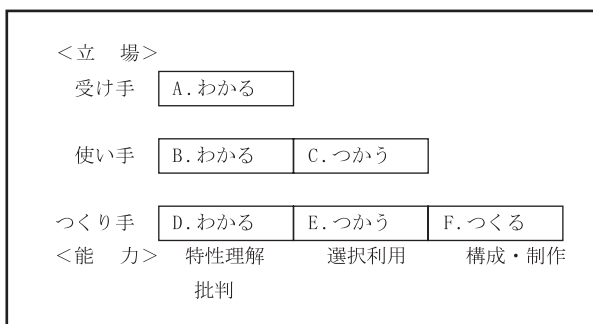 <立　場>
受け手　A.わかる
使い手　B.わかる　C.つかう
つくり手　D.わかる　E.つかう　F.つくる
<能　力>　特性理解　選択利用　構成・制作
批判